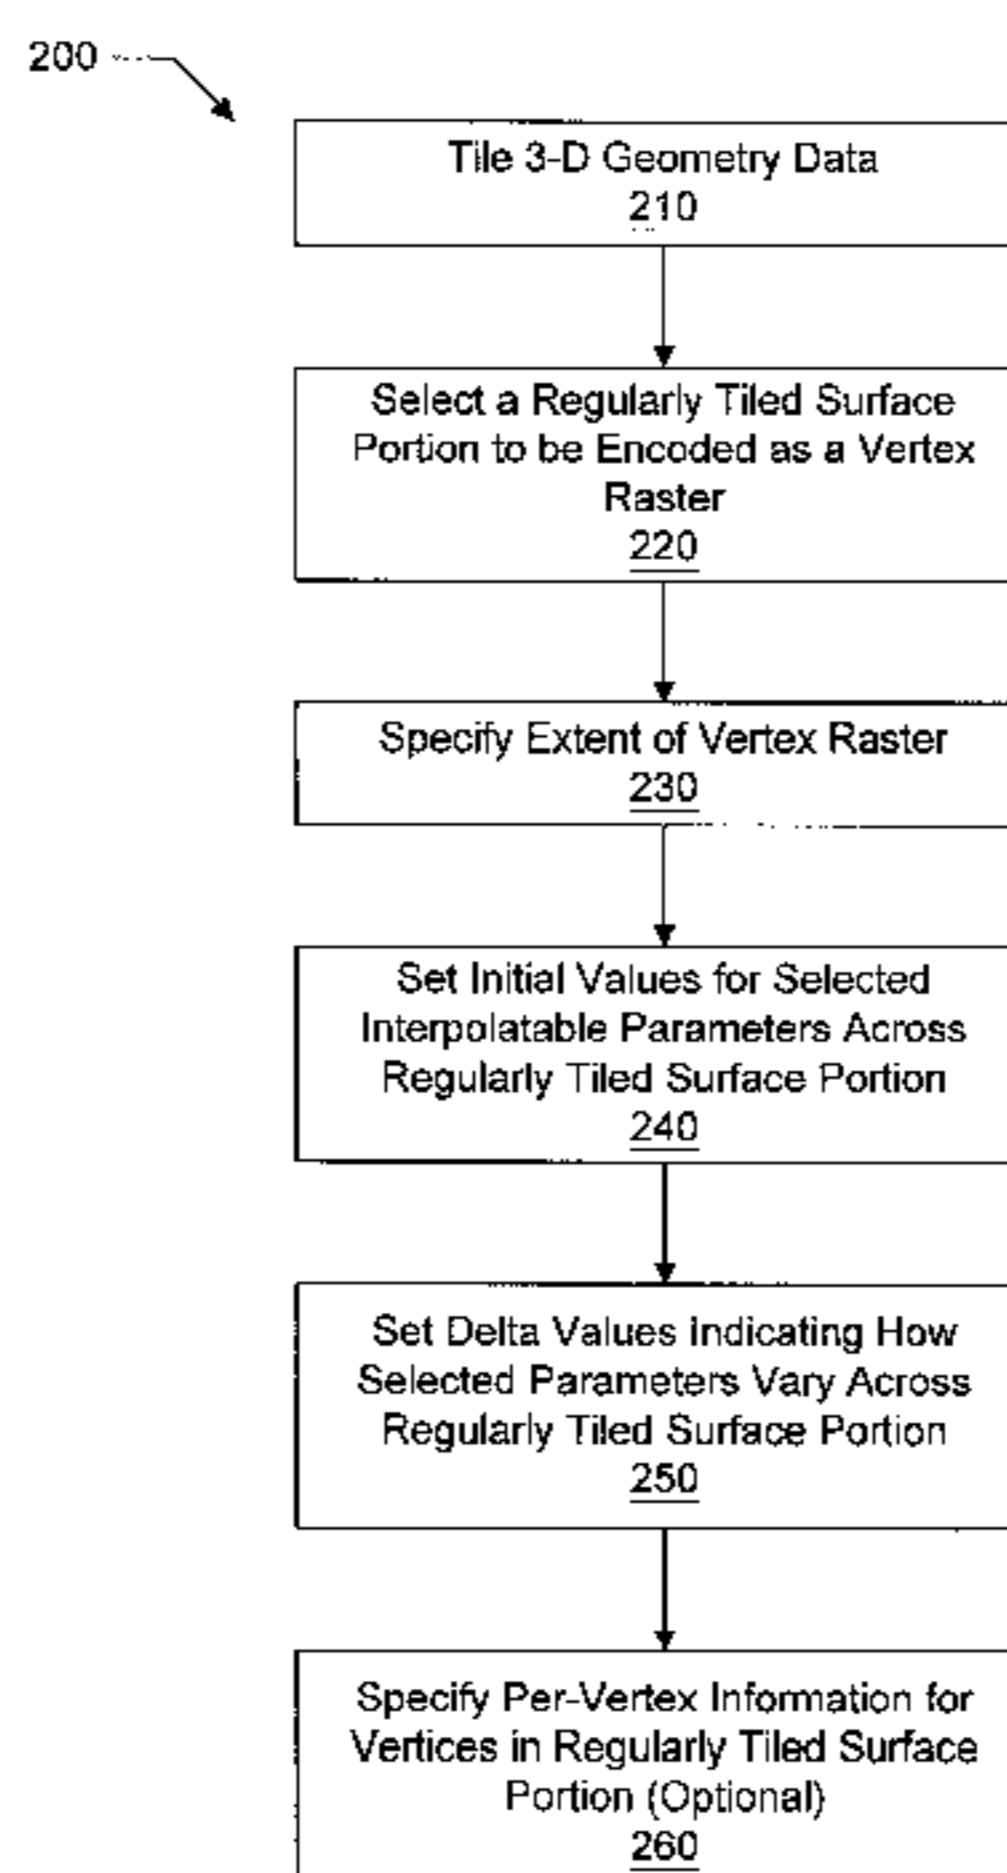 200
Tile 3-D Geometry Data
210
Select a Regularly Tiled Surface
Portion to be Encoded as a Vertex
Raster
220
Specify Extent of Vertex Raster
230
Set Initial Values for Selected
Interpolatable Parameters Across
Regularly Tiled Surface Portion
240
Set Delta Values Indicating How
Selected Parameters Vary Across
Regularly Tiled Surface Portion
250
Specify Per-Vertex Information for
Vertices in Regularly Tiled Surface
Portion (Optional)
260